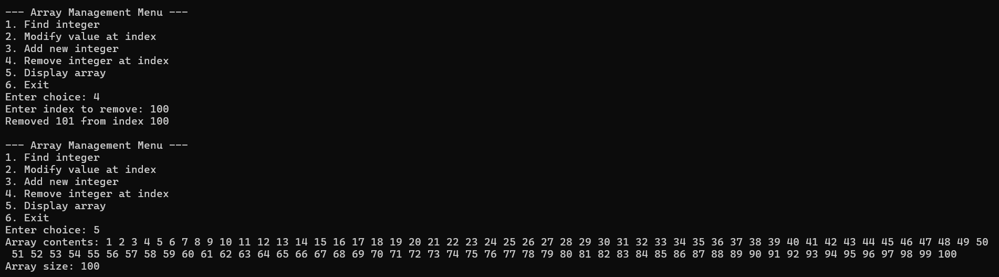 --- Array Management Menu ---
1. Find integer
2. Modify value at index
3. Add new integer
4. Remove integer at index
5. Display array
6. Exit
Enter choice: 4
Enter index to remove: 100
Removed 101 from index 100

--- Array Management Menu ---
1. Find integer
2. Modify value at index
3. Add new integer
4. Remove integer at index
5. Display array
6. Exit
Enter choice: 5
Array contents: 1 2 3 4 5 6 7 8 9 10 11 12 13 14 15 16 17 18 19 20 21 22 23 24 25 26 27 28 29 30 31 32 33 34 35 36 37 38 39 40 41 42 43 44 45 46 47 48 49 50
 51 52 53 54 55 56 57 58 59 60 61 62 63 64 65 66 67 68 69 70 71 72 73 74 75 76 77 78 79 80 81 82 83 84 85 86 87 88 89 90 91 92 93 94 95 96 97 98 99 100
Array size: 100